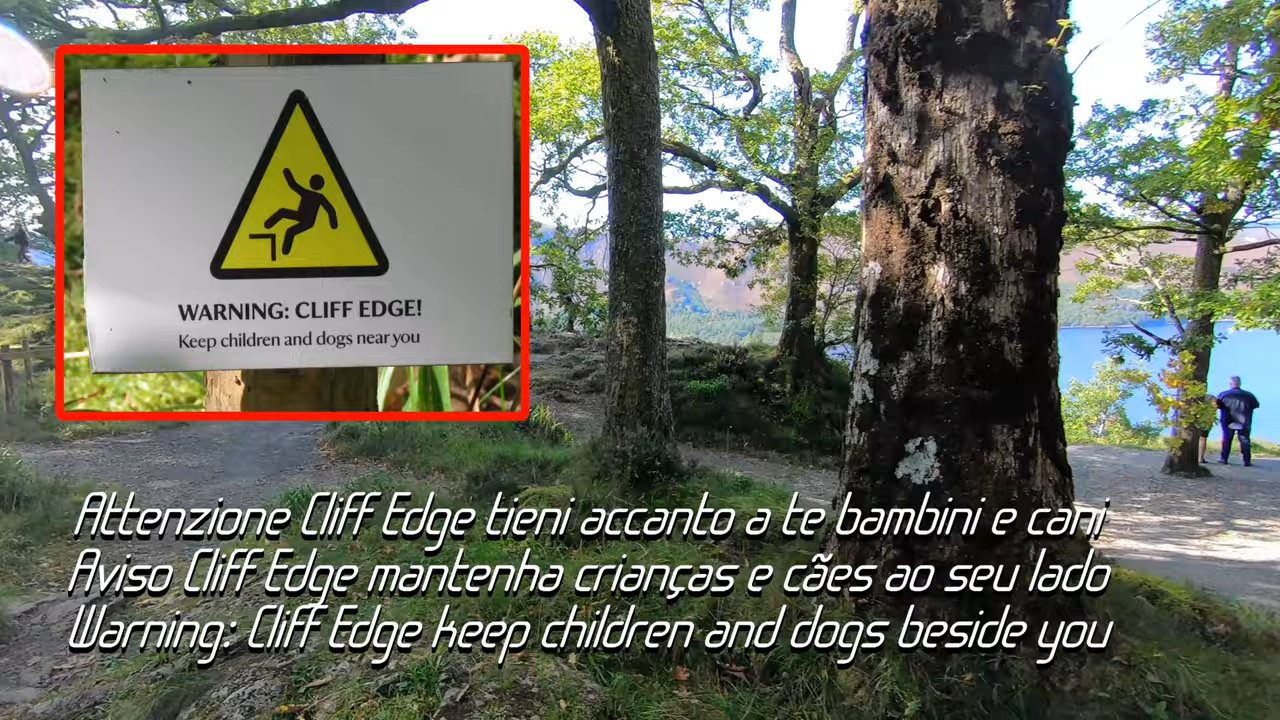 WARNING: CLIFF EDGE!
Keep children and dogs near you
Attenzione Cliff Edge tieni accanto a te bambini e cani
Aviso Cliff Edge mantenha crianças e cães ao seu lado
Warning: Cliff Edge keep children and dogs beside you